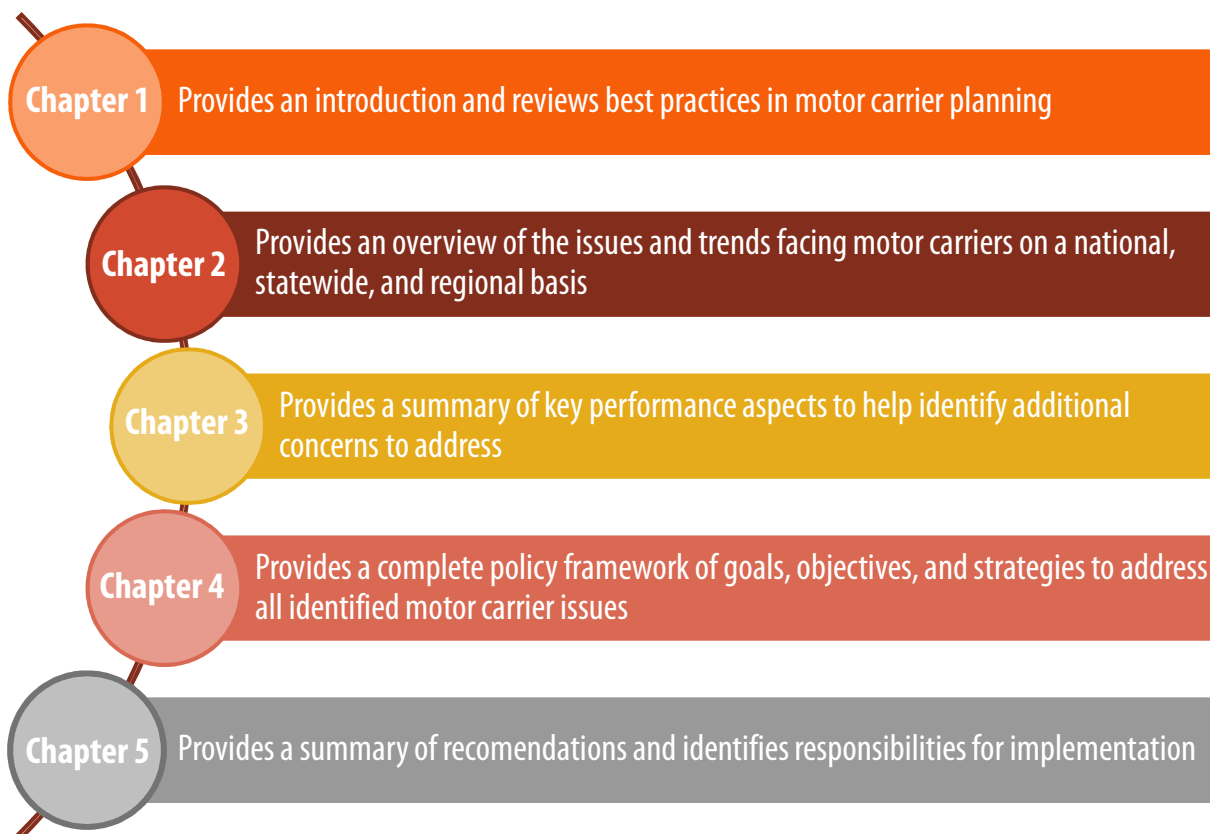 Chapter 1
Provides an introduction and reviews best practices in motor carrier planning
Chapter 2
Provides an overview of the issues and trends facing motor carriers on a national,
statewide, and regional basis
Chapter 3
Provides a summary of key performance aspects to help identify additional
concerns to address
Chapter 4
Provides a complete policy framework of goals, objectives, and strategies to address
all identified motor carrier issues
Chapter 5
Provides a summary of recomendations and identifies responsibilities for implementation